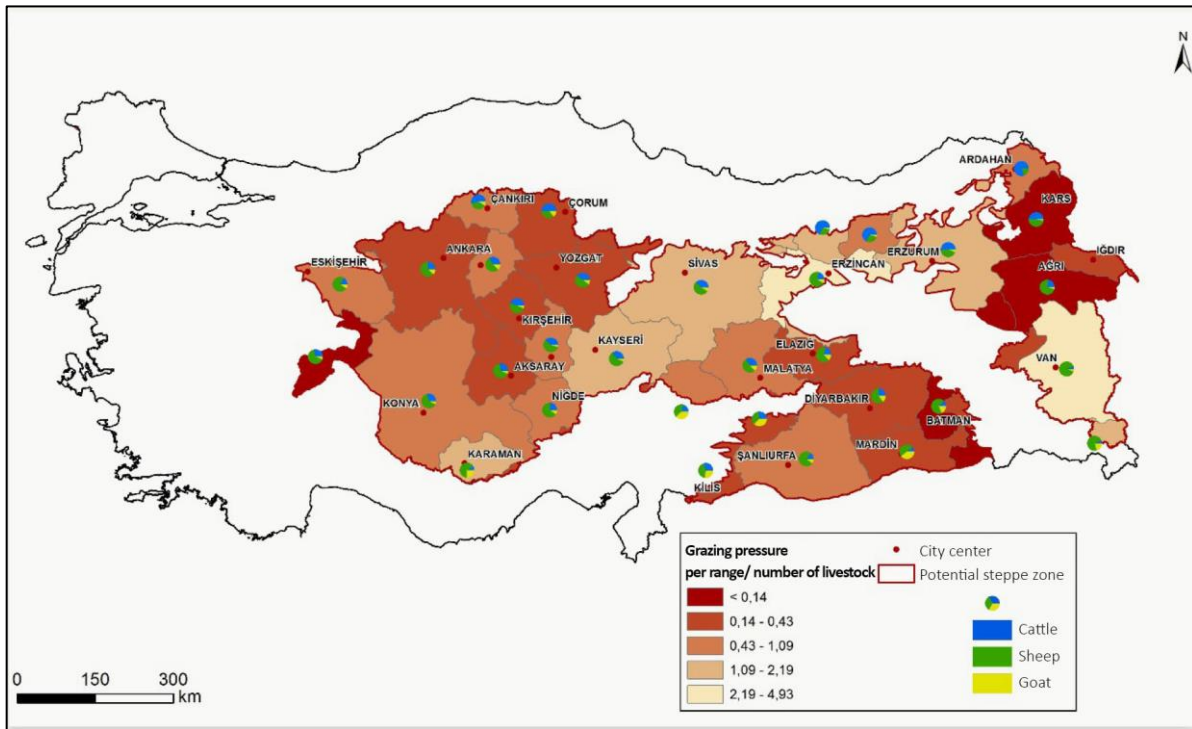 N
ARDAHAN
KARS
ÇANKIRI
ÇORUM
IĞDIR
ANKARA
ERZURUM
ESKİŞEHİR
YOZGAT
SİVAS
ERZİNCAN
AĞRI
KIRŞEHİR
KAYSERİ
ELAZIĞ
VAN
AKSARAY
MALATYA
NİĞDE
DİYARBAKIR
KONYA
BATMAN
MARDİN
KARAMAN
ŞANLIURFA
KİLİS
Grazing pressure
per range/ number of livestock
< 0,14
0,14 - 0,43
0,43 - 1,09
1,09 - 2,19
2,19 - 4,93
City center
Potential steppe zone
Cattle
Sheep
Goat
0 150 300
km